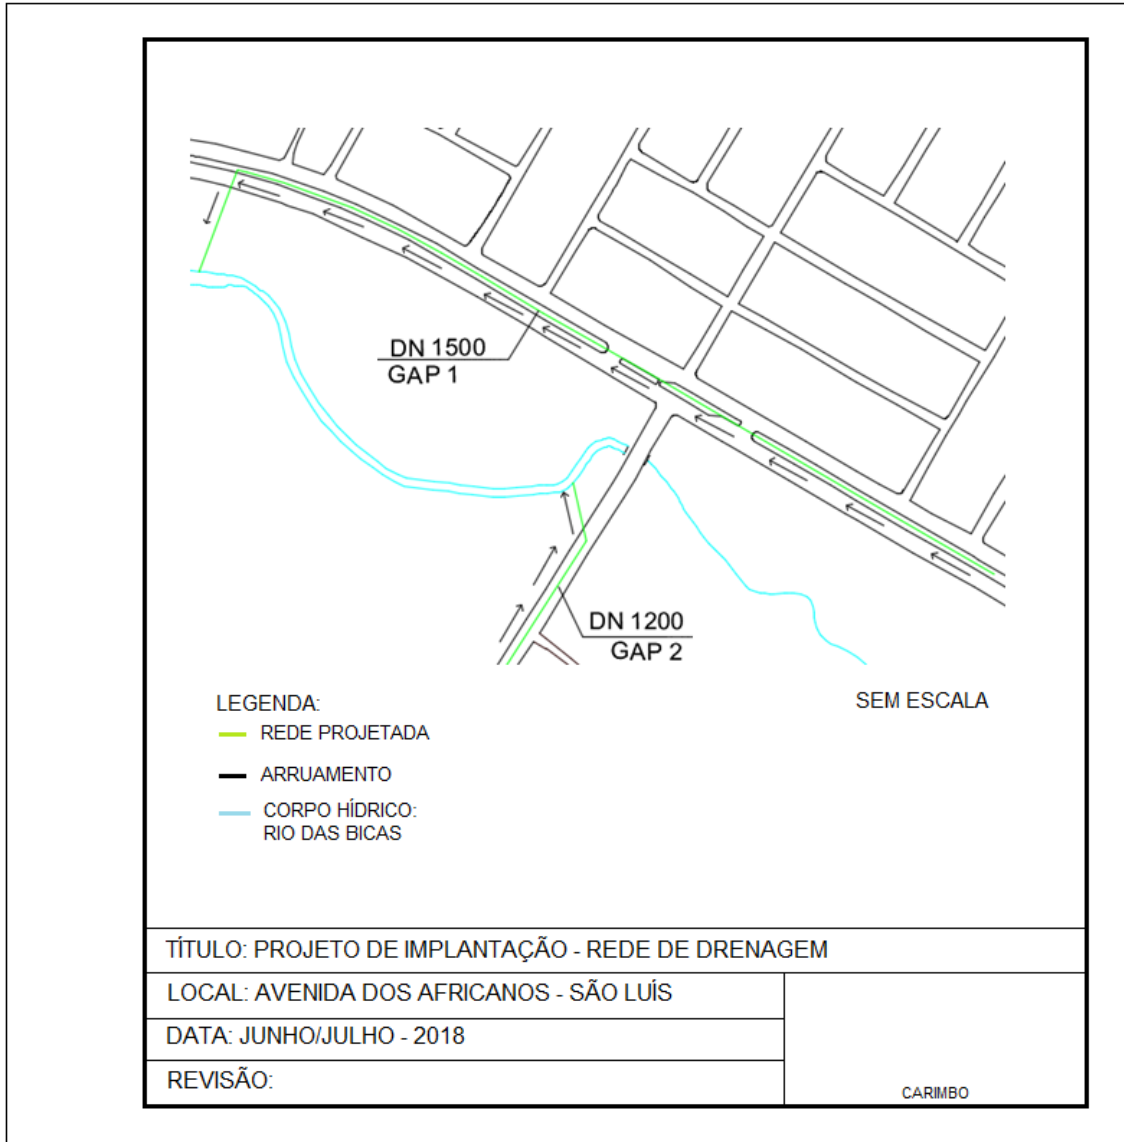 DN 1500
GAP 1
DN 1200
GAP 2
LEGENDA:
REDE PROJETADA
ARRUAMENTO
CORPO HÍDRICO:
RIO DAS BICAS
SEM ESCALA
TÍTULO: PROJETO DE IMPLANTAÇÃO - REDE DE DRENAGEM
LOCAL: AVENIDA DOS AFRICANOS - SÃO LUÍS
DATA: JUNHO/JULHO - 2018
REVISÃO:
CARIMBO